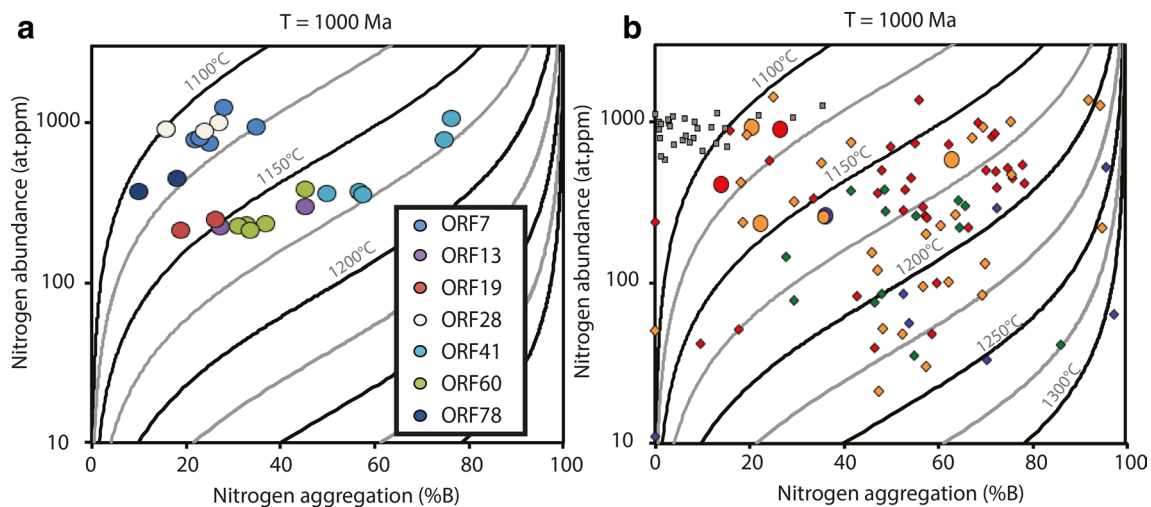 a
T = 1000 Ma
Nitrogen abundance (at.ppm)
1000
100
10
1100°C
1150°C
1200°C
ORF7
ORF13
ORF19
ORF28
ORF41
ORF60
ORF78
0
20
40
60
80
100
Nitrogen aggregation (%B)
b
T = 1000 Ma
Nitrogen abundance (at.ppm)
1000
100
10
1100°C
1150°C
1200°C
1250°C
1300°C
0
20
40
60
80
100
Nitrogen aggregation (%B)